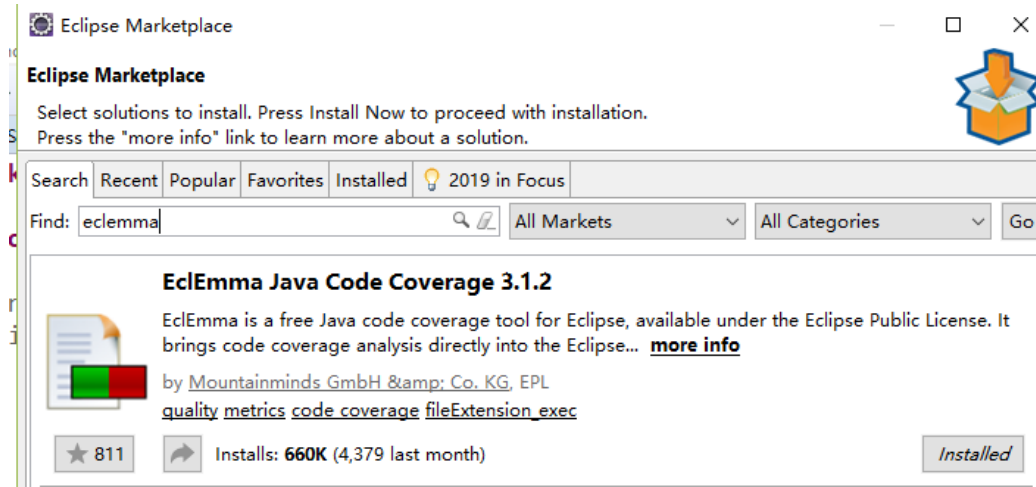 Eclipse Marketplace
Eclipse Marketplace
Select solutions to install. Press Install Now to proceed with installation.
Press the "more info" link to learn more about a solution.
Search Recent Popular Favorites Installed 2019 in Focus
Find: eclemma All Markets All Categories Go
EclEmma Java Code Coverage 3.1.2
EclEmma is a free Java code coverage tool for Eclipse, available under the Eclipse Public License. It
brings code coverage analysis directly into the Eclipse... more info
by Mountainminds GmbH &amp; Co. KG, EPL
quality metrics code coverage fileExtension_exec
811 Installs: 660K (4,379 last month) Installed